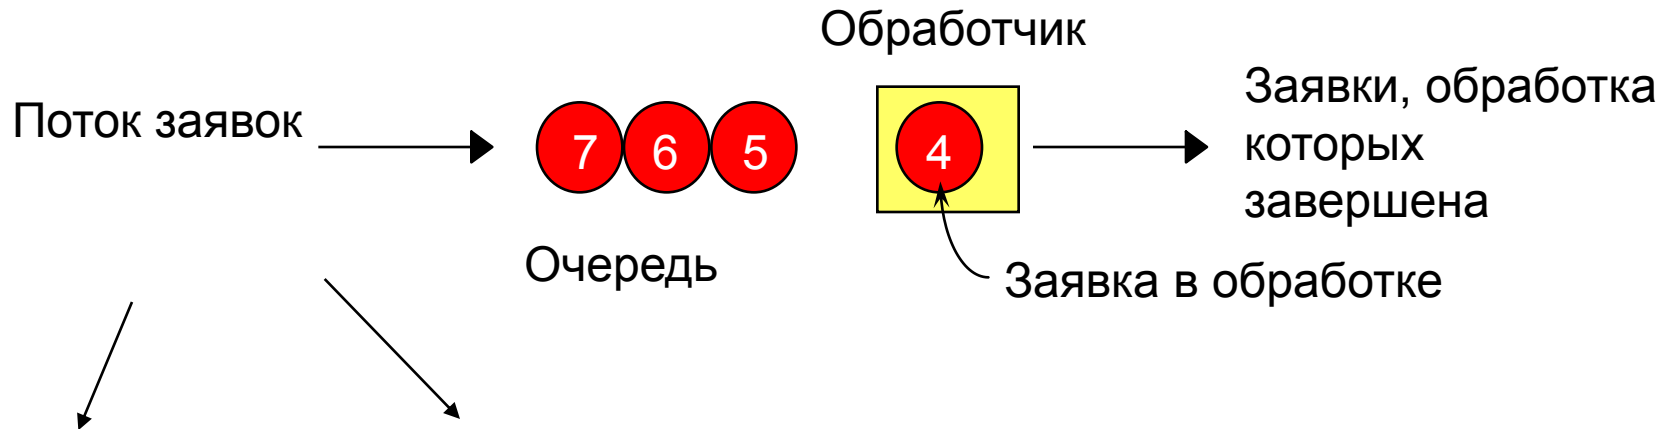 Обработчик
Поток заявок
7 6 5
4
Заявки, обработка
которых
завершена
Очередь
Заявка в обработке